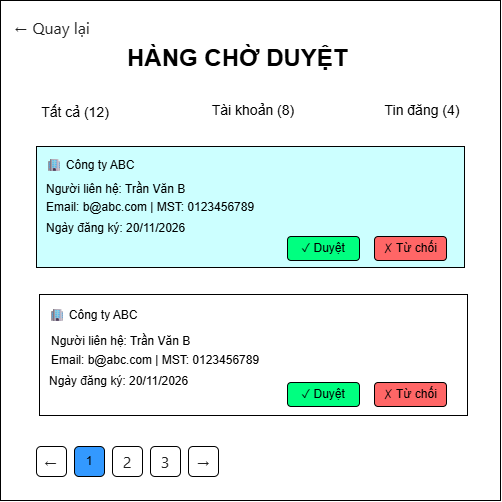 ← Quay lại
HÀNG CHỜ DUYỆT
Tất cả (12) Tài khoản (8) Tin đăng (4)
Công ty ABC
Người liên hệ: Trần Văn B
Email: b@abc.com | MST: 0123456789
Ngày đăng ký: 20/11/2026
✓ Duyệt ✗ Từ chối
Công ty ABC
Người liên hệ: Trần Văn B
Email: b@abc.com | MST: 0123456789
Ngày đăng ký: 20/11/2026
✓ Duyệt ✗ Từ chối
← 1 2 3 →